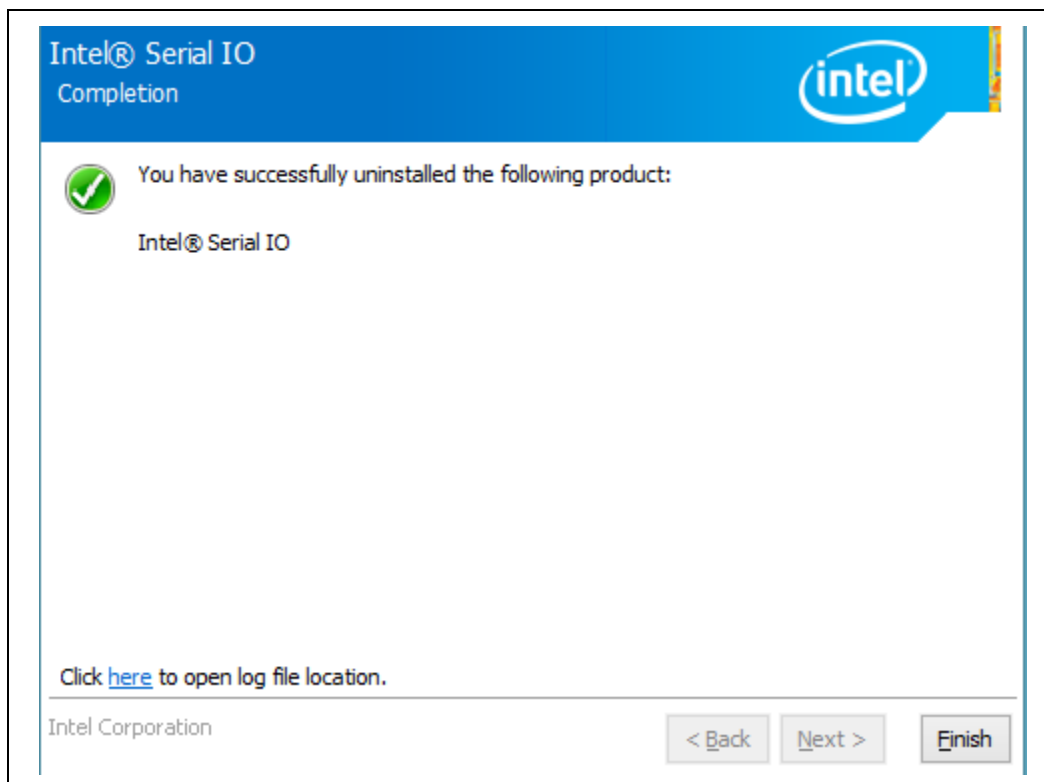 Intel® Serial IO
Completion
intel
You have successfully uninstalled the following product:
Intel® Serial IO
Click here to open log file location.
Intel Corporation
< Back Next > Finish